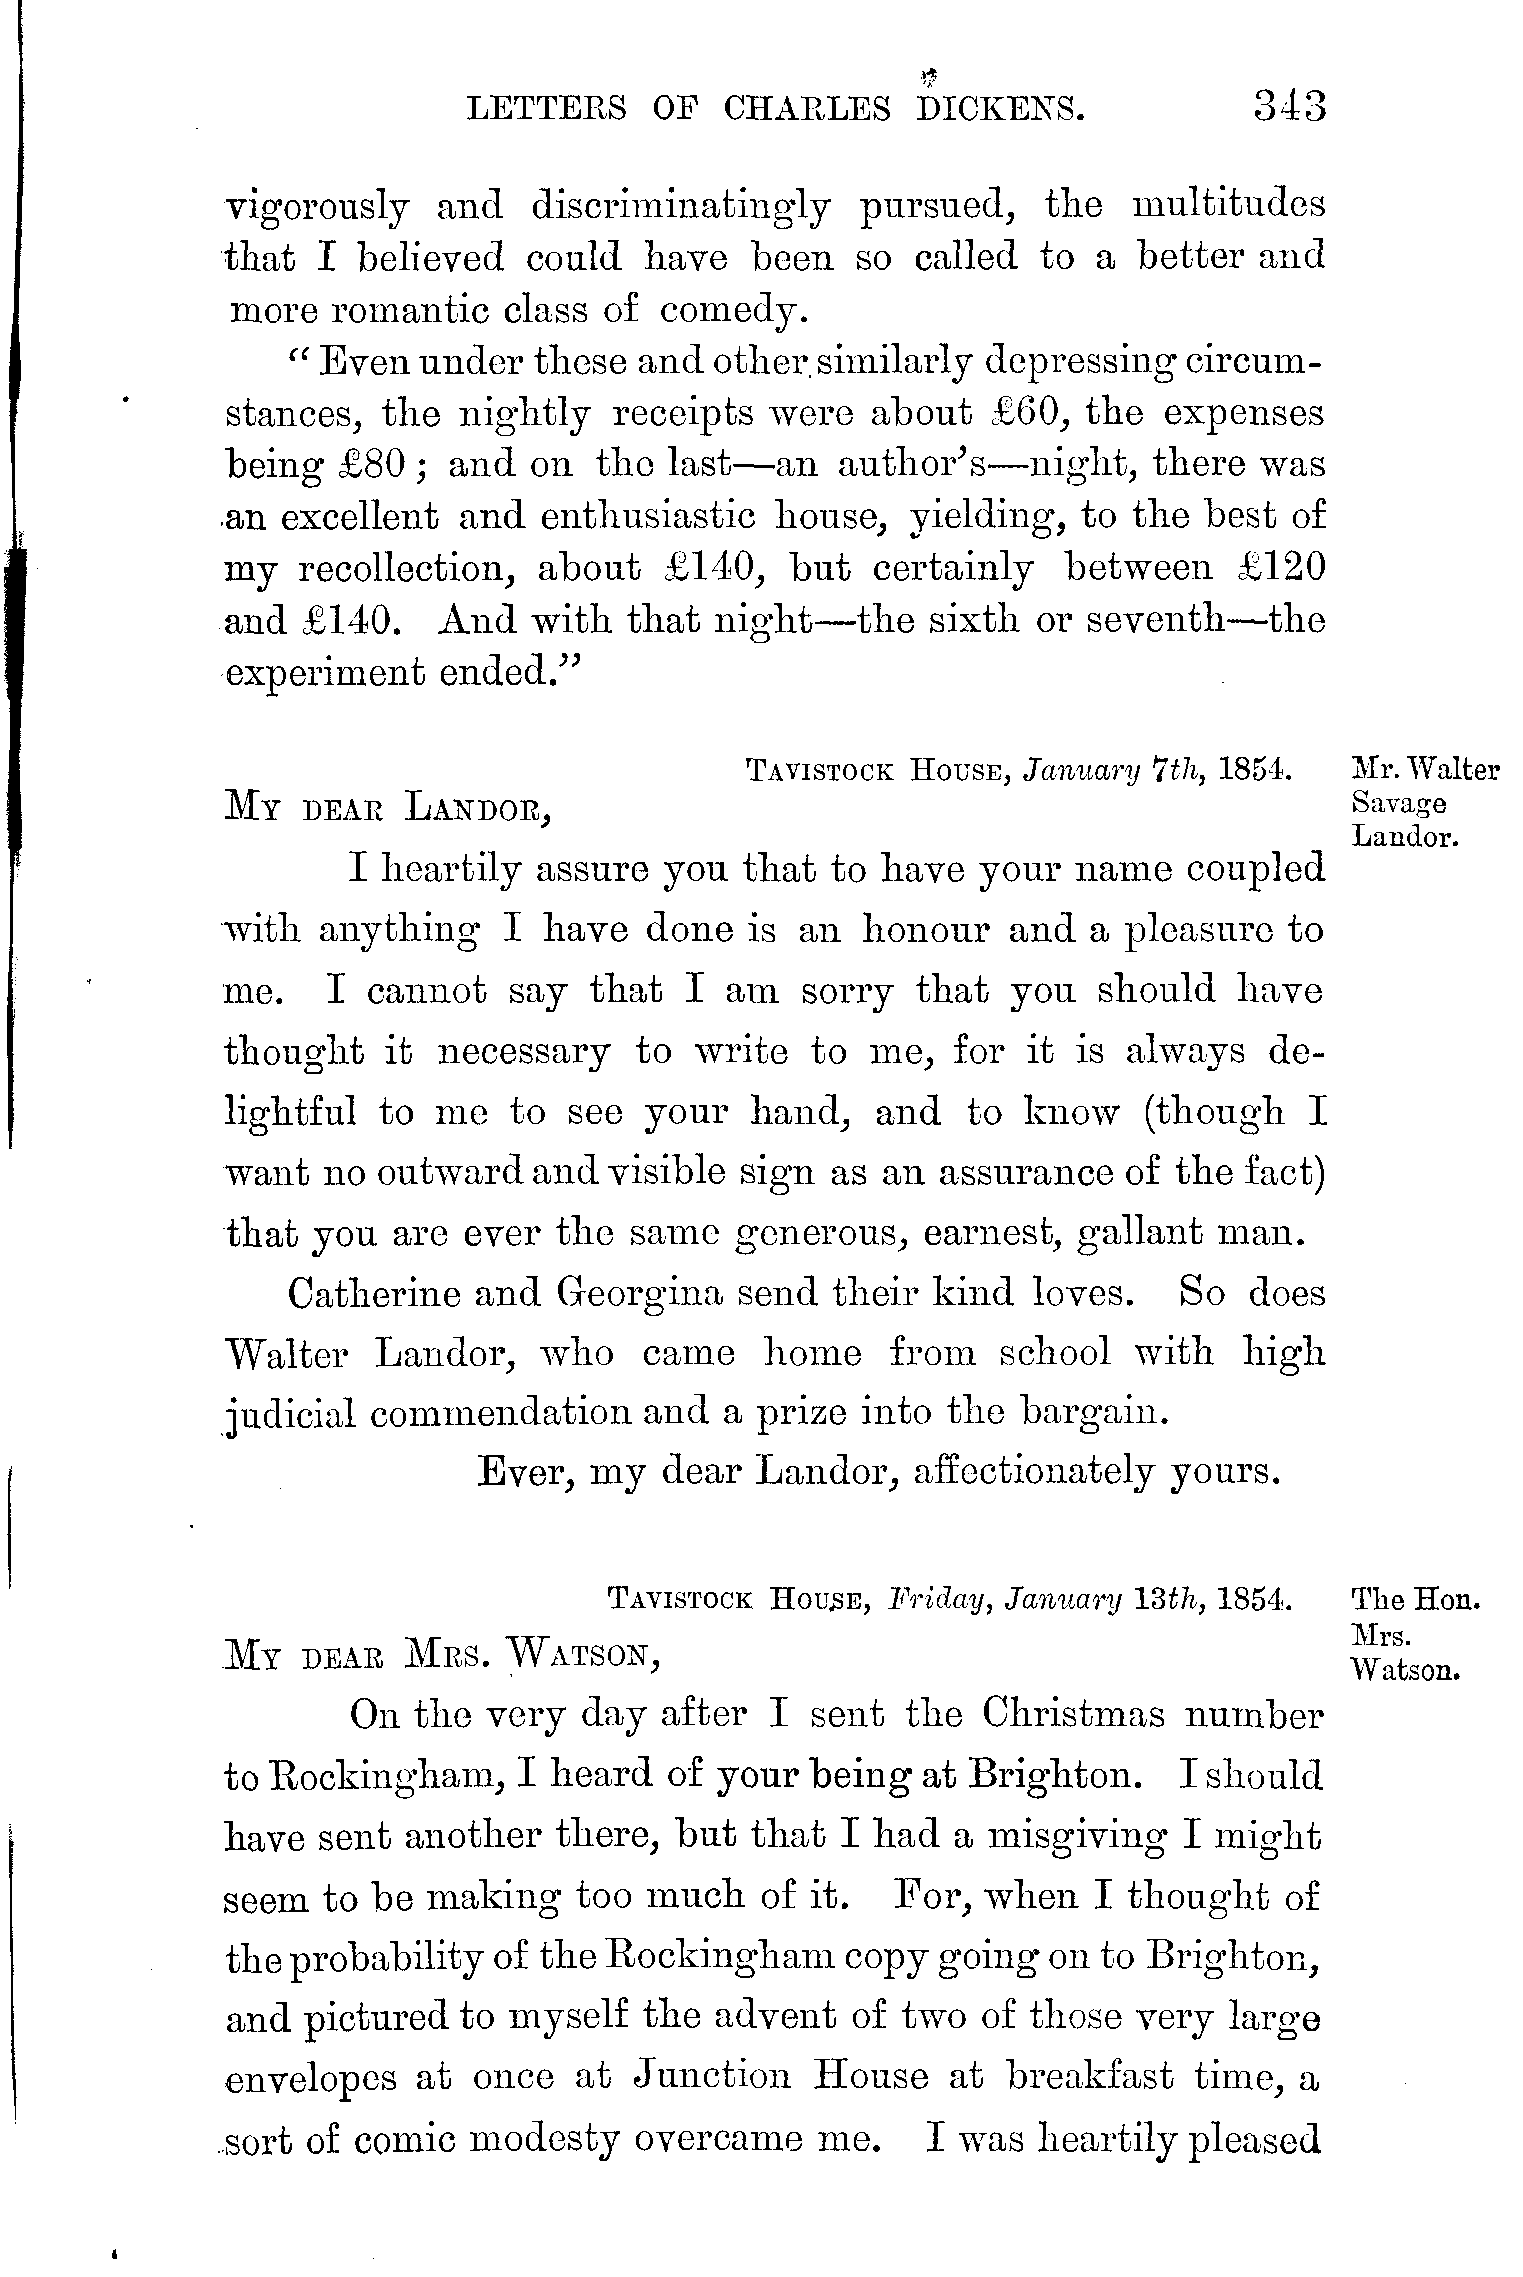 LETTERS OF CHARLES DICKENS. 343
vigorously and discriminatingly pursued, the multitudes
that I believed could have been so called to a better and
more romantic class of comedy.
“Even under these and other similarly depressing circum-
stances, the nightly receipts were about £60, the expenses
being £80; and on the last—an author’s—night, there was
an excellent and enthusiastic house, yielding, to the best of
my recollection, about £140, but certainly between £120
and £140. And with that night—the sixth or seventh—the
experiment ended.”
TAVISTOCK HOUSE, January 7th, 1854.
Mr. Walter
Savage
Landor.
MY DEAR LANDOR,
I heartily assure you that to have your name coupled
with anything I have done is an honour and a pleasure to
me. I cannot say that I am sorry that you should have
thought it necessary to write to me, for it is always de-
lightful to me to see your hand, and to know (though I
want no outward and visible sign as an assurance of the fact)
that you are ever the same generous, earnest, gallant man.
Catherine and Georgina send their kind loves. So does
Walter Landor, who came home from school with high
judicial commendation and a prize into the bargain.
Ever, my dear Landor, affectionately yours.
TAVISTOCK HOUSE, Friday, January 13th, 1854.
The Hon.
Mrs.
Watson.
MY DEAR MRS. WATSON,
On the very day after I sent the Christmas number
to Rockingham, I heard of your being at Brighton. I should
have sent another there, but that I had a misgiving I might
seem to be making too much of it. For, when I thought of
the probability of the Rockingham copy going on to Brighton,
and pictured to myself the advent of two of those very large
envelopes at once at Junction House at breakfast time, a
sort of comic modesty overcame me. I was heartily pleased